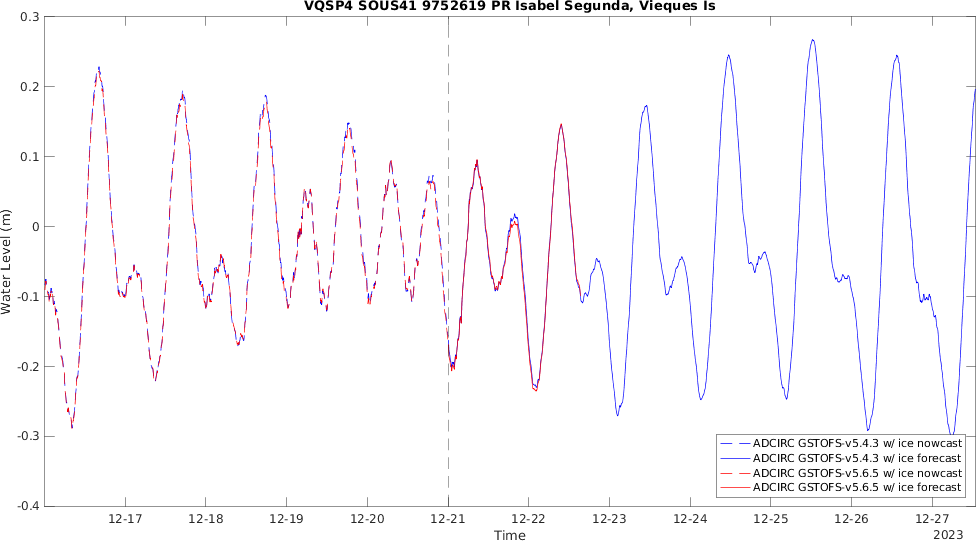 VQSP4 SOUS41 9752619 PR Isabel Segunda, Vieques Is
0.3
0.2
0.1
0
-0.1
-0.2
-0.3
-0.4
Water Level (m)
12-17 12-18 12-19 12-20 12-21 12-22 12-23 12-24 12-25 12-26 12-27
Time
2023
ADCIRC GSTOFS-v5.4.3 w/ ice nowcast
ADCIRC GSTOFS-v5.4.3 w/ ice forecast
ADCIRC GSTOFS-v5.6.5 w/ ice nowcast
ADCIRC GSTOFS-v5.6.5 w/ ice forecast